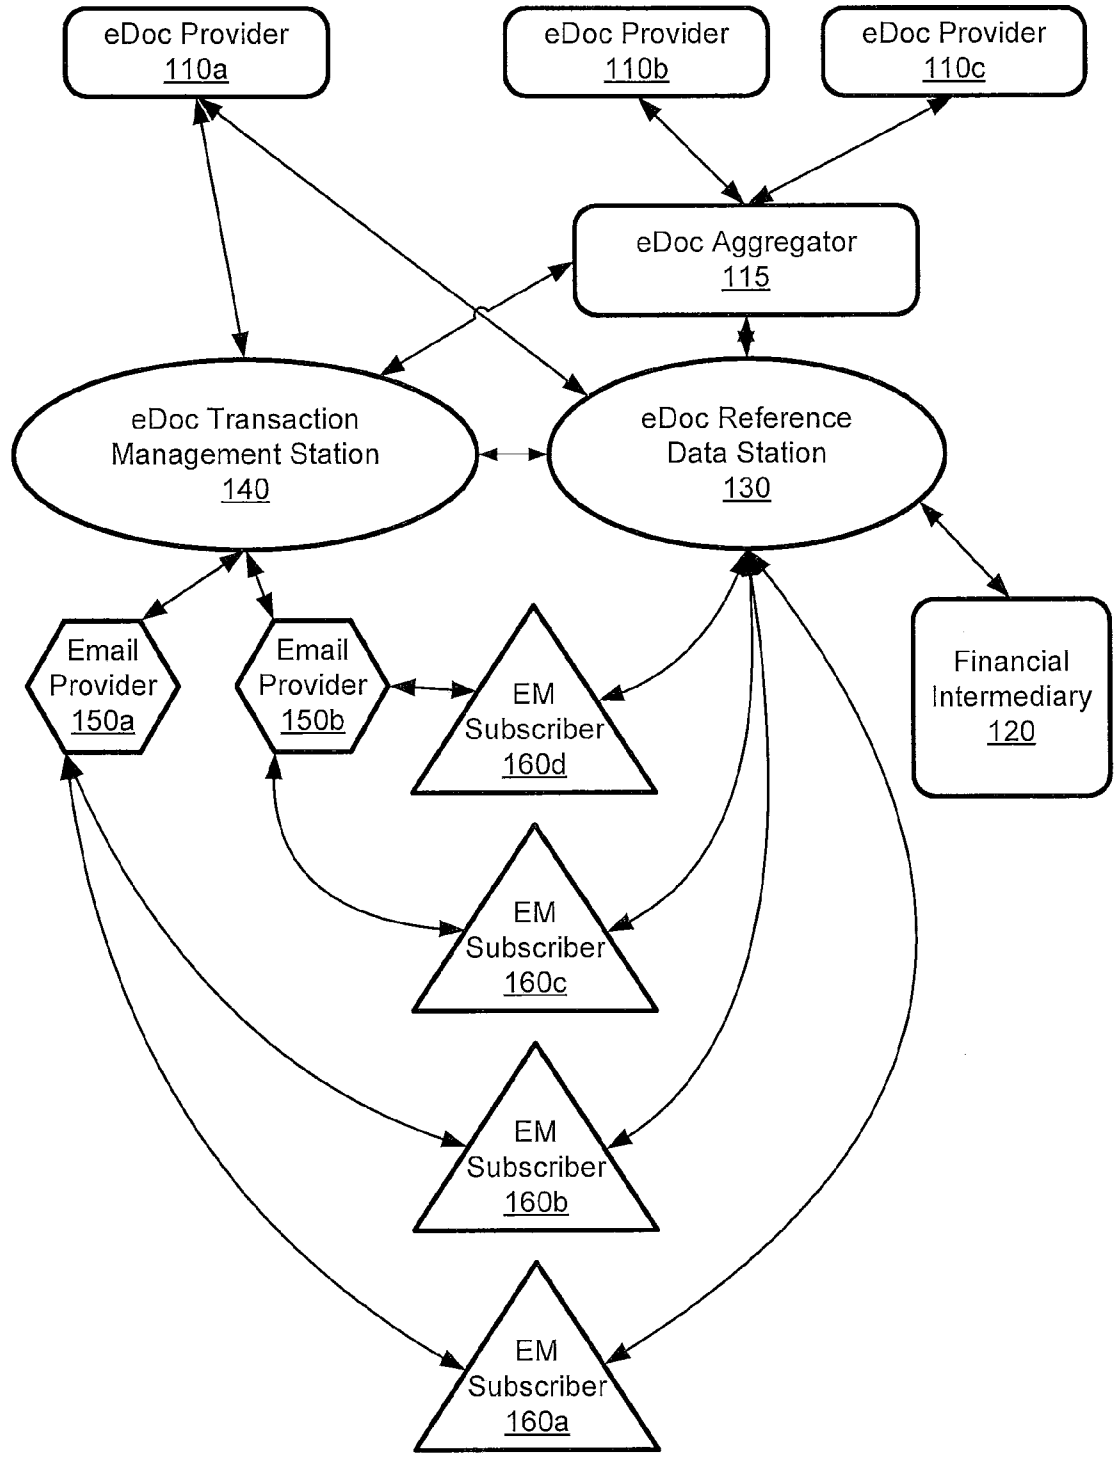 eDoc Provider
110a
eDoc Provider
110b
eDoc Provider
110c
eDoc Aggregator
115
eDoc Transaction
Management Station
140
eDoc Reference
Data Station
130
Email
Provider
150a
Email
Provider
150b
EM
Subscriber
160d
Financial
Intermediary
120
EM
Subscriber
160c
EM
Subscriber
160b
EM
Subscriber
160a